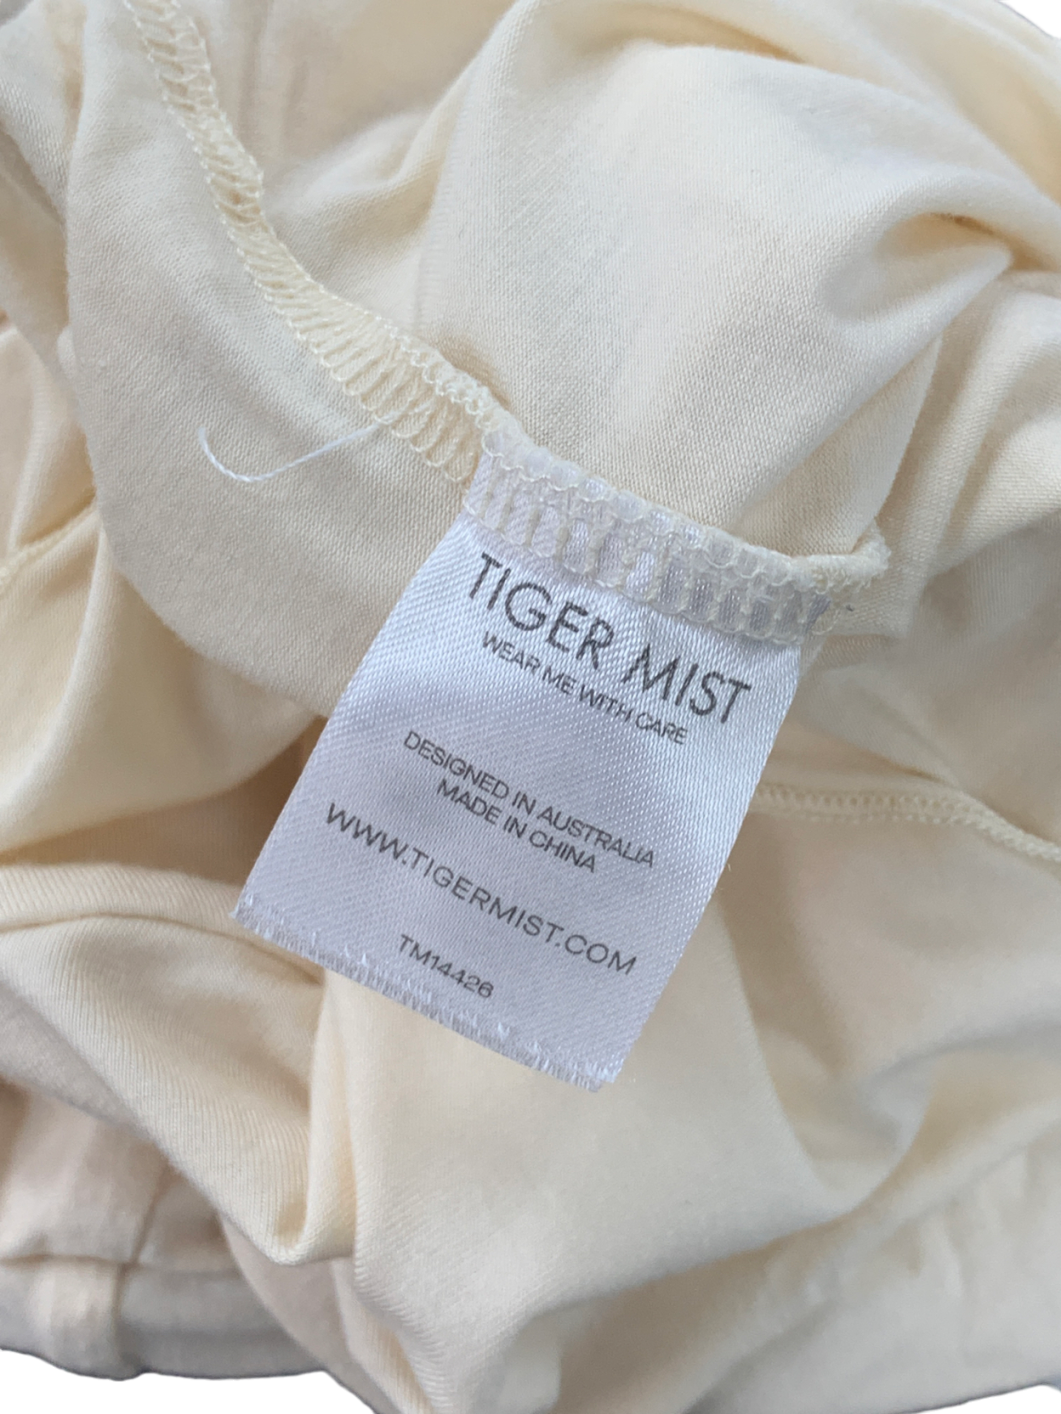 TIGER MIST
WEAR ME WITH CARE
DESIGNED IN AUSTRALIA
MADE IN CHINA
WWW.TIGERMIST.COM
TM14426